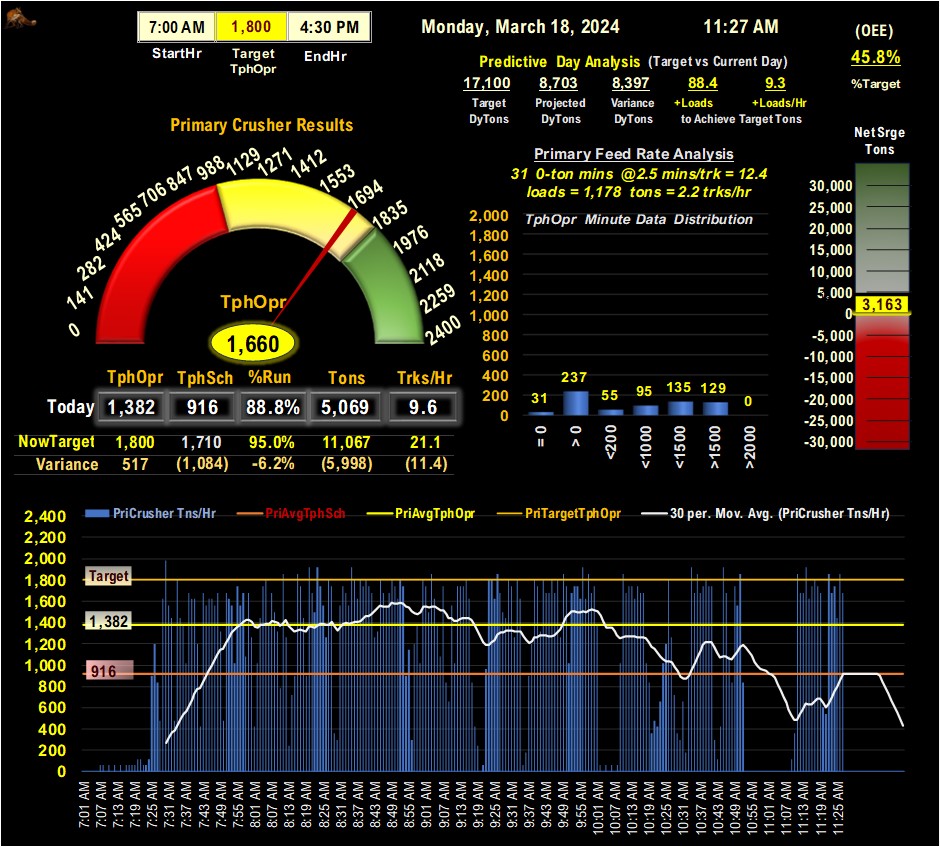 7:00 AM 1,800 4:30 PM
StartHr Target TphOpr EndHr
Monday, March 18, 2024 11:27 AM
(OEE)
45.8%
%Target
Predictive Day Analysis (Target vs Current Day)
17,100 8,703 8,397 88.4 9.3
Target Projected Variance +Loads +Loads/Hr
DyTons DyTons DyTons to Achieve Target Tons
Primary Crusher Results
0
141
282
424
565
706
847
988
1129
1271
1412
1553
1694
1835
1976
2118
2259
2400
TphOpr
1,660
TphOpr TphSch %Run Tons Trks/Hr
Today 1,382 916 88.8% 5,069 9.6
NowTarget 1,800 1,710 95.0% 11,067 21.1
Variance 517 (1,084) -6.2% (5,998) (11.4)
Primary Feed Rate Analysis
31 0-ton mins @2.5 mins/trk = 12.4
loads = 1,178 tons = 2.2 trks/hr
TphOpr Minute Data Distribution
2,000
1,800
1,600
1,400
1,200
1,000
800
600
400
200
0
31 237 55 95 135 129 0
= 0 > 0 <200 <1000 <1500 >1500 >2000
NetSrge
Tons
30,000
25,000
20,000
15,000
10,000
5,000
3,163
0
-5,000
-10,000
-15,000
-20,000
-25,000
-30,000
PriCrusher Tns/Hr PriAvgTphSch PriAvgTphOpr PriTargetTphOpr 30 per. Mov. Avg. (PriCrusher Tns/Hr)
2,400
2,200
2,000
1,800
1,600
1,400
1,200
1,000
800
600
400
200
0
Target
1,382
916
7:01 AM 7:07 AM 7:13 AM 7:19 AM 7:25 AM 7:31 AM 7:37 AM 7:43 AM 7:49 AM 7:55 AM 8:01 AM 8:07 AM 8:13 AM 8:19 AM 8:25 AM 8:31 AM 8:37 AM 8:43 AM 8:49 AM 8:55 AM 9:01 AM 9:07 AM 9:13 AM 9:19 AM 9:25 AM 9:31 AM 9:37 AM 9:43 AM 9:49 AM 9:55 AM 10:01 AM 10:07 AM 10:13 AM 10:19 AM 10:25 AM 10:31 AM 10:37 AM 10:43 AM 10:49 AM 10:55 AM 11:01 AM 11:07 AM 11:13 AM 11:19 AM 11:25 AM